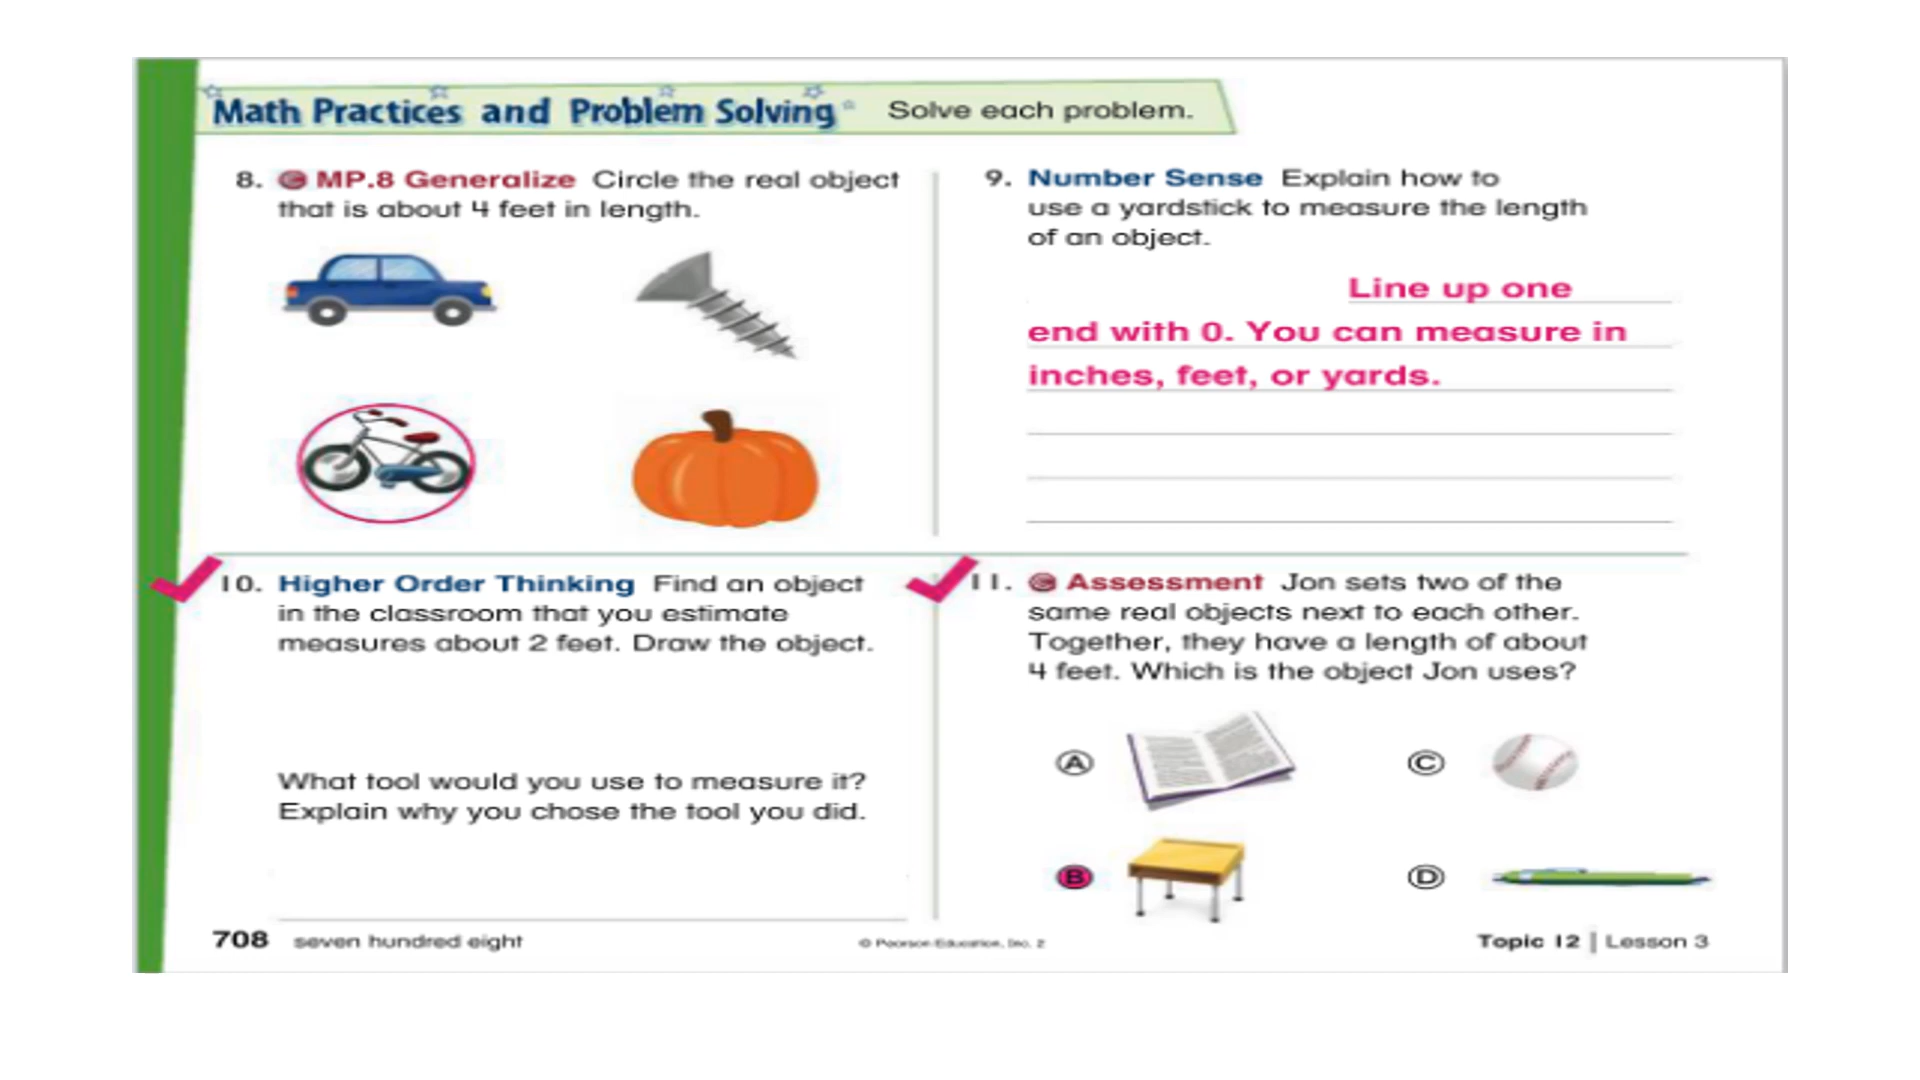 Math Practices and Problem Solving Solve each problem.
8. MP.8 Generalize Circle the real object
that is about 4 feet in length.
9. Number Sense Explain how to
use a yardstick to measure the length
of an object.
Line up one
end with 0. You can measure in
inches, feet, or yards.
10. Higher Order Thinking Find an object
in the classroom that you estimate
measures about 2 feet. Draw the object.
What tool would you use to measure it?
Explain why you chose the tool you did.
11. Assessment Jon sets two of the
same real objects next to each other.
Together, they have a length of about
4 feet. Which is the object Jon uses?
A
C
B
D
708 seven hundred eight
© Pearson Education, Inc. 2
Topic 12 | Lesson 3